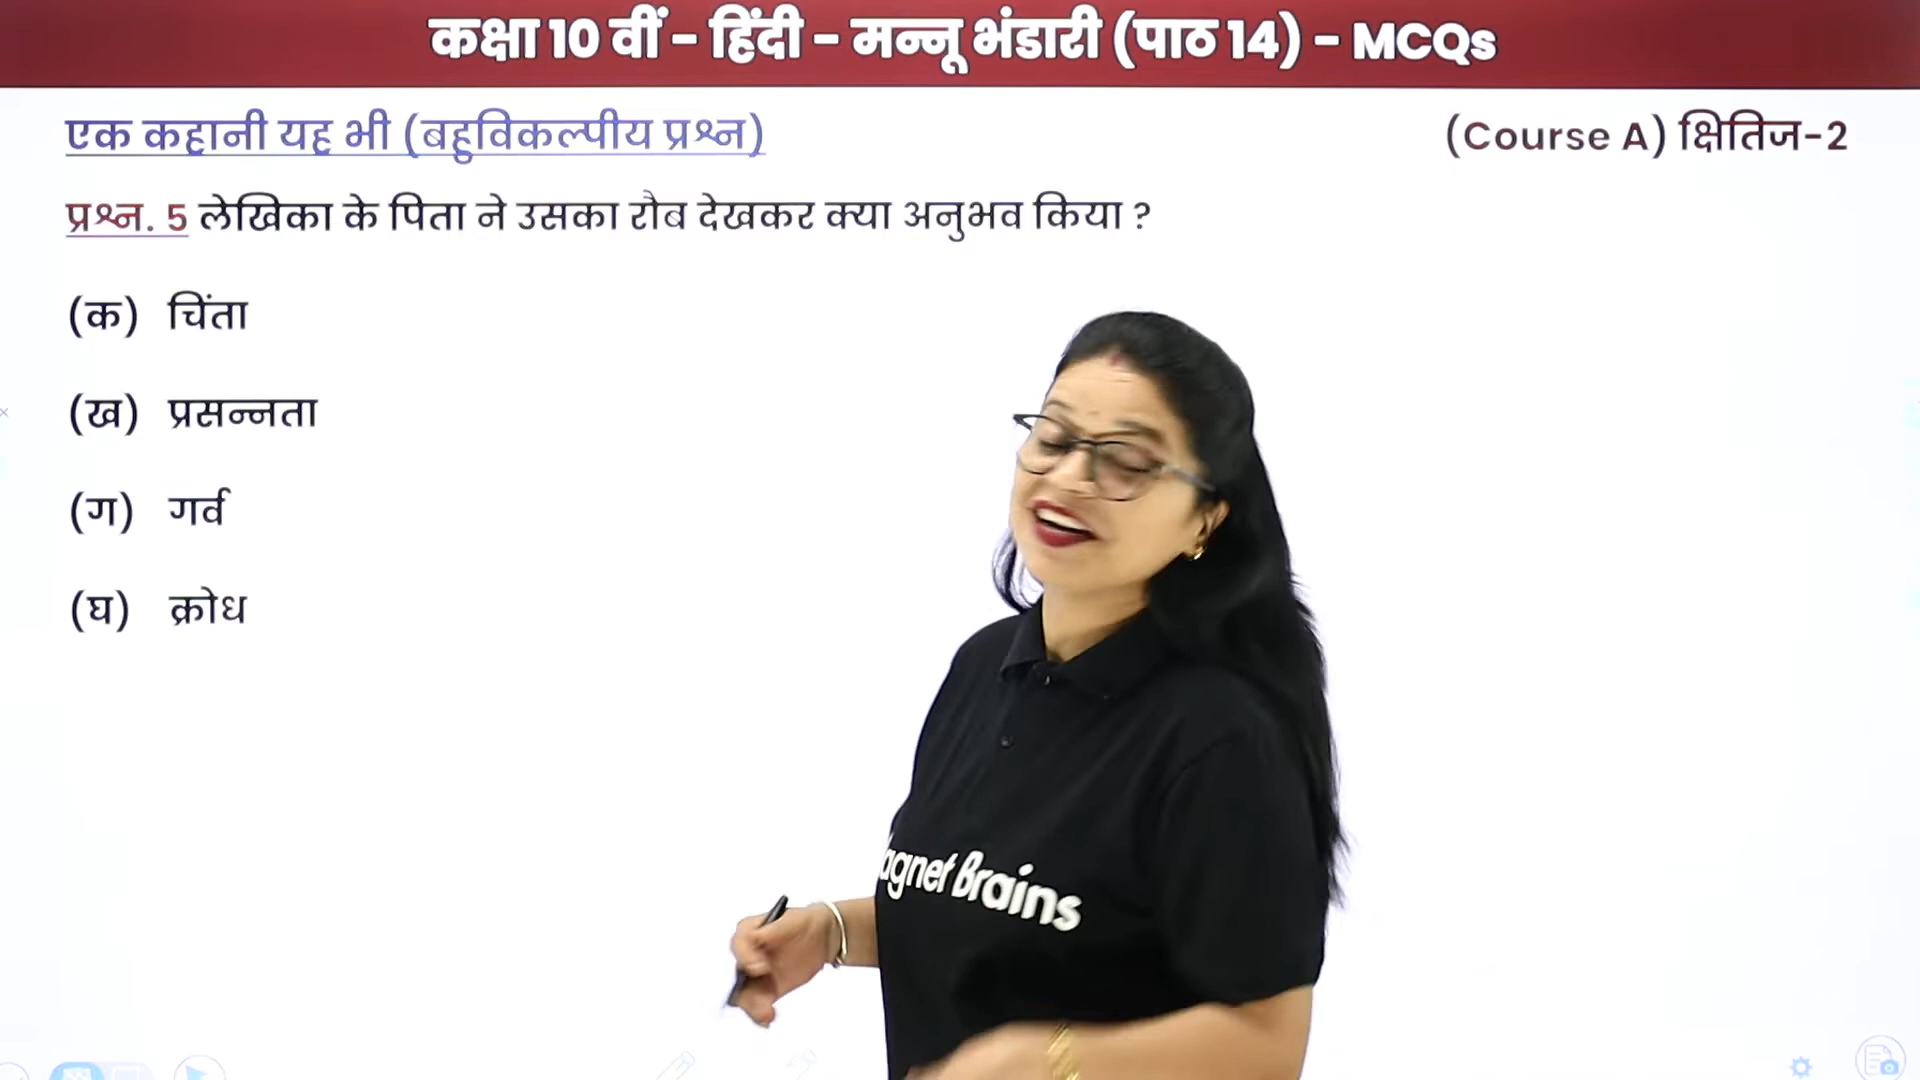 कक्षा 10 वीं - हिंदी - मन्नू भंडारी (पाठ 14) - MCQs
एक कहानी यह भी (बहुविकल्पीय प्रश्न)
(Course A) क्षितिज-2
प्रश्न. 5 लेखिका के पिता ने उसका रौब देखकर क्या अनुभव किया ?
(क) चिंता
(ख) प्रसन्नता
(ग) गर्व
(घ) क्रोध
agnet Brains